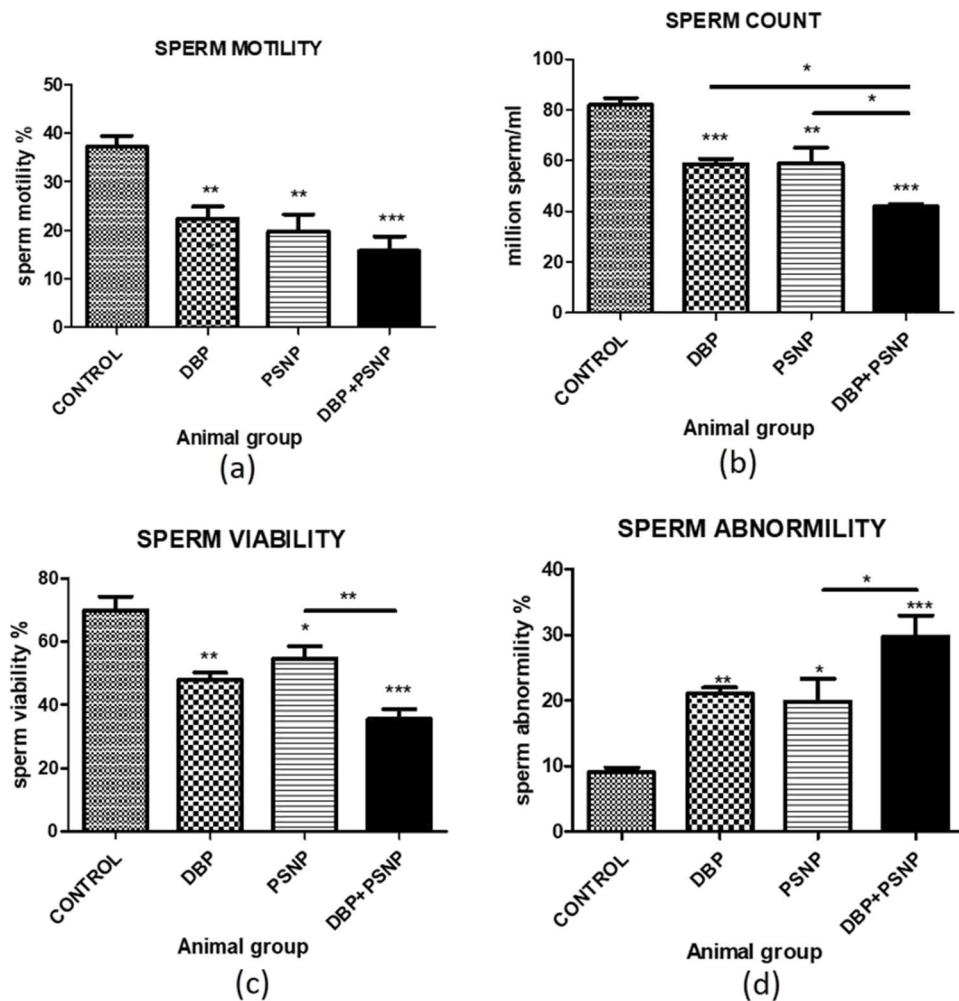 SPERM MOTILITY
sperm motility %
50
40
30
20
10
0
**
**
***
CONTROL
DBP
PSNP
DBP+PSNP
Animal group
(a)
SPERM COUNT
million sperm/ml
100
80
60
40
20
0
*
*
***
**
***
CONTROL
DBP
PSNP
DBP+PSNP
Animal group
(b)
SPERM VIABILITY
sperm viability %
80
60
40
20
0
**
**
*
***
CONTROL
DBP
PSNP
DBP+PSNP
Animal group
(c)
SPERM ABNORMILITY
sperm abnormility %
40
30
20
10
0
*
**
*
***
CONTROL
DBP
PSNP
DBP+PSNP
Animal group
(d)